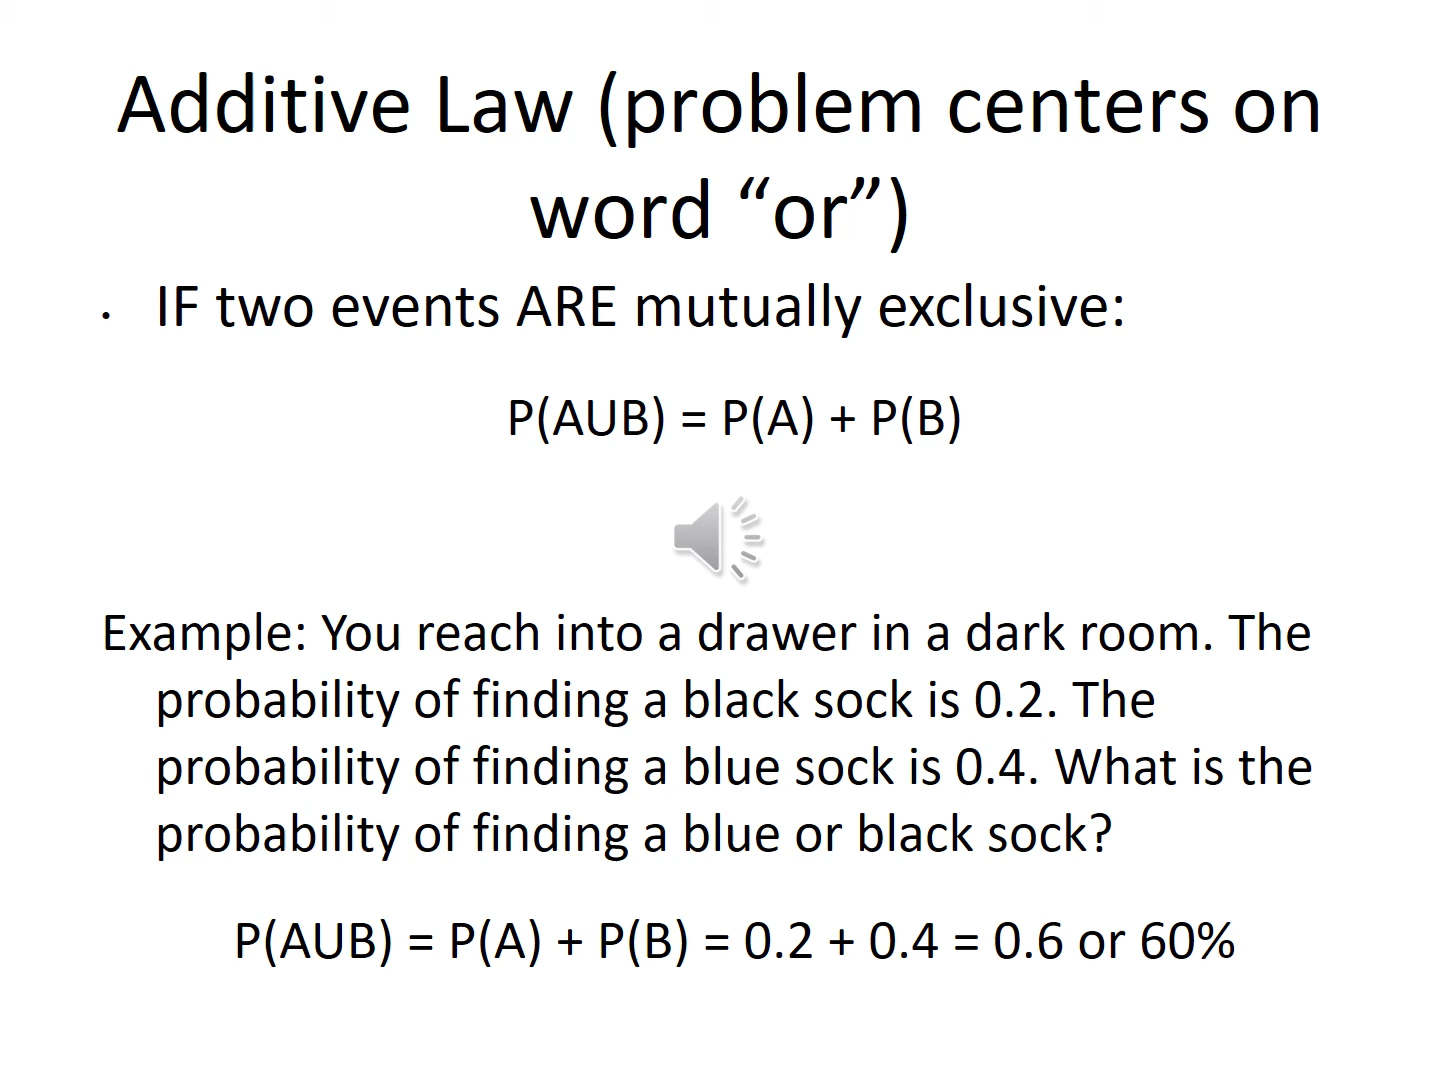 Additive Law (problem centers on
word “or”)
• IF two events ARE mutually exclusive:
P(AUB) = P(A) + P(B)
Example: You reach into a drawer in a dark room. The
probability of finding a black sock is 0.2. The
probability of finding a blue sock is 0.4. What is the
probability of finding a blue or black sock?
P(AUB) = P(A) + P(B) = 0.2 + 0.4 = 0.6 or 60%